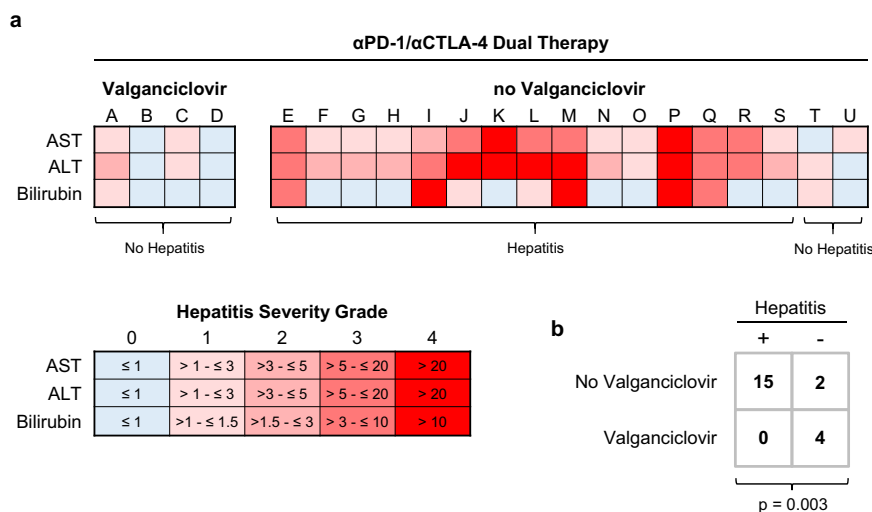 a
αPD-1/αCTLA-4 Dual Therapy
Valganciclovir no Valganciclovir
A B C D E F G H I J K L M N O P Q R S T U
AST
ALT
Bilirubin
No Hepatitis Hepatitis No Hepatitis
Hepatitis Severity Grade
0 1 2 3 4
AST ≤ 1 > 1 - ≤ 3 >3 - ≤ 5 > 5 - ≤ 20 > 20
ALT ≤ 1 > 1 - ≤ 3 >3 - ≤ 5 > 5 - ≤ 20 > 20
Bilirubin ≤ 1 >1 - ≤ 1.5 >1.5 - ≤ 3 > 3 - ≤ 10 > 10
b
Hepatitis
+ -
No Valganciclovir 15 2
Valganciclovir 0 4
p = 0.003